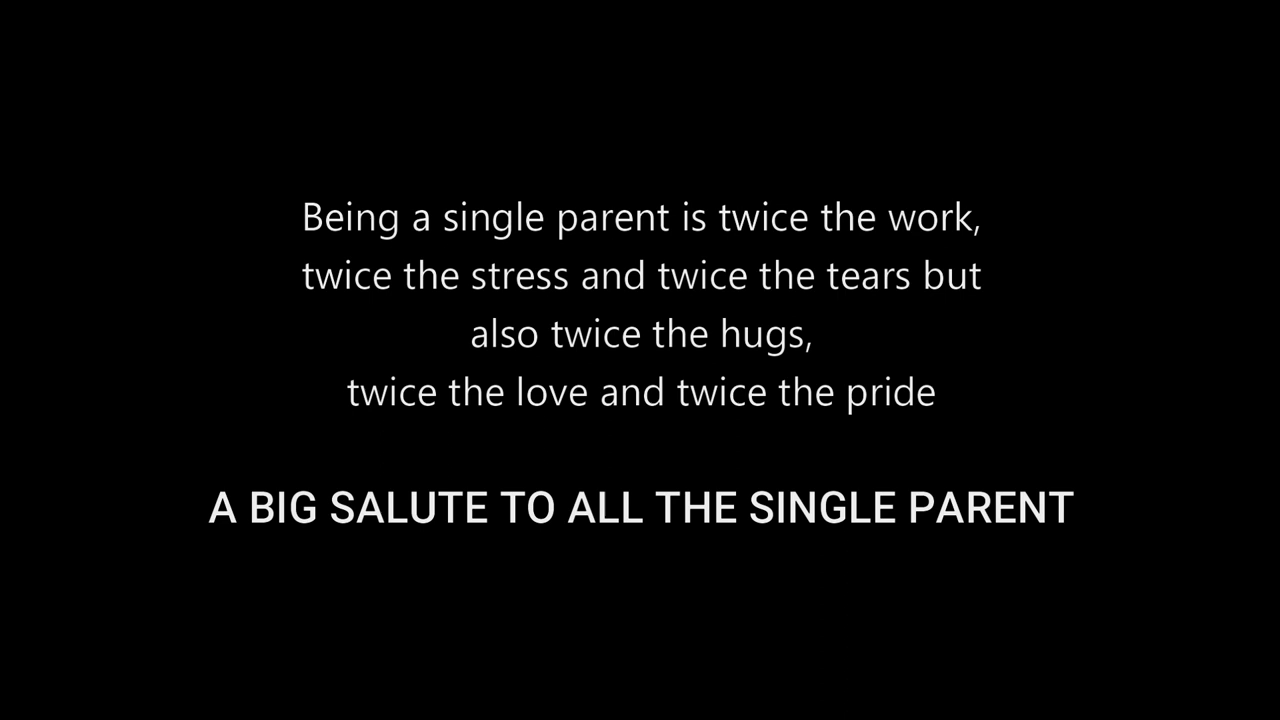 Being a single parent is twice the work,
twice the stress and twice the tears but
also twice the hugs,
twice the love and twice the pride
A BIG SALUTE TO ALL THE SINGLE PARENT